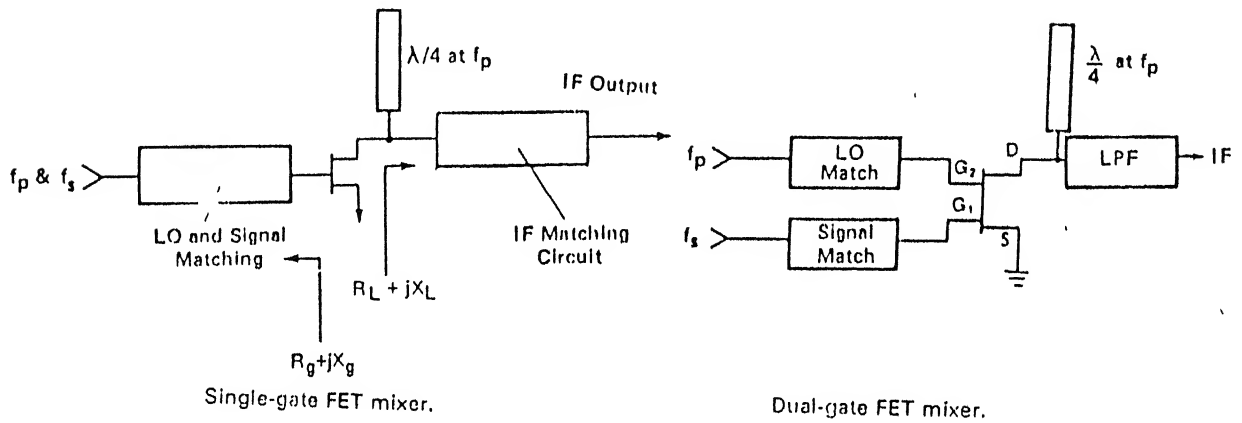 λ/4 at fp
IF Output
fp & fs
LO and Signal
Matching
IF Matching
Circuit
RL + jXL
Rg+jXg
Single-gate FET mixer.
λ/4 at fp
fp
LO
Match
G2
D
LPF
IF
G1
fs
Signal
Match
S
Dual-gate FET mixer.